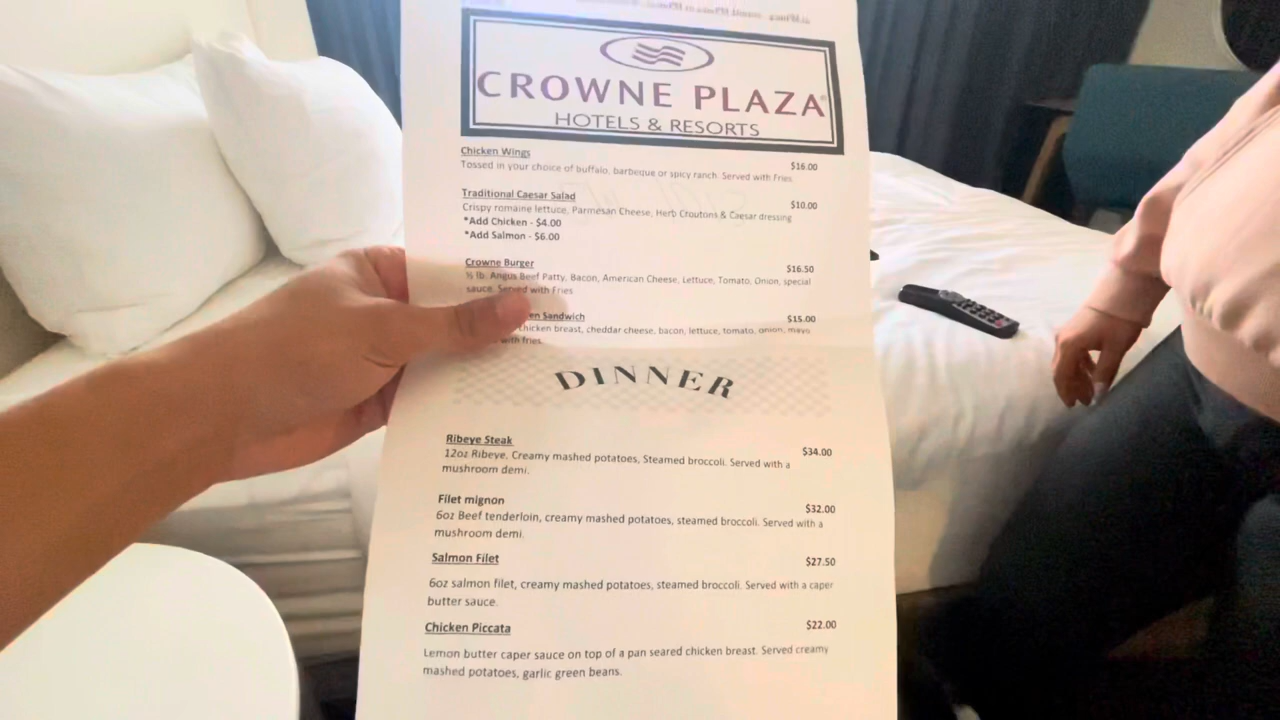 CROWNE PLAZA
HOTELS & RESORTS
Chicken Wings $16.00
Tossed in your choice of buffalo, barbeque or spicy ranch. Served with Fries.
Traditional Caesar Salad $10.00
Crispy romaine lettuce, Parmesan Cheese, Herb Croutons & Caesar dressing
*Add Chicken - $4.00
*Add Salmon - $6.00
Crowne Burger $16.50
½ lb. Angus Beef Patty, Bacon, American Cheese, Lettuce, Tomato, Onion, special
sauce. Served with Fries
Sandwich $15.00
chicken breast, cheddar cheese, bacon, lettuce, tomato, onion, mayo
with fries.
DINNER
Ribeye Steak $34.00
12oz Ribeye, Creamy mashed potatoes, Steamed broccoli. Served with a
mushroom demi.
Filet mignon $32.00
6oz Beef tenderloin, creamy mashed potatoes, steamed broccoli. Served with a
mushroom demi.
Salmon Filet $27.50
6oz salmon filet, creamy mashed potatoes, steamed broccoli. Served with a caper
butter sauce.
Chicken Piccata $22.00
Lemon butter caper sauce on top of a pan seared chicken breast. Served creamy
mashed potatoes, garlic green beans.